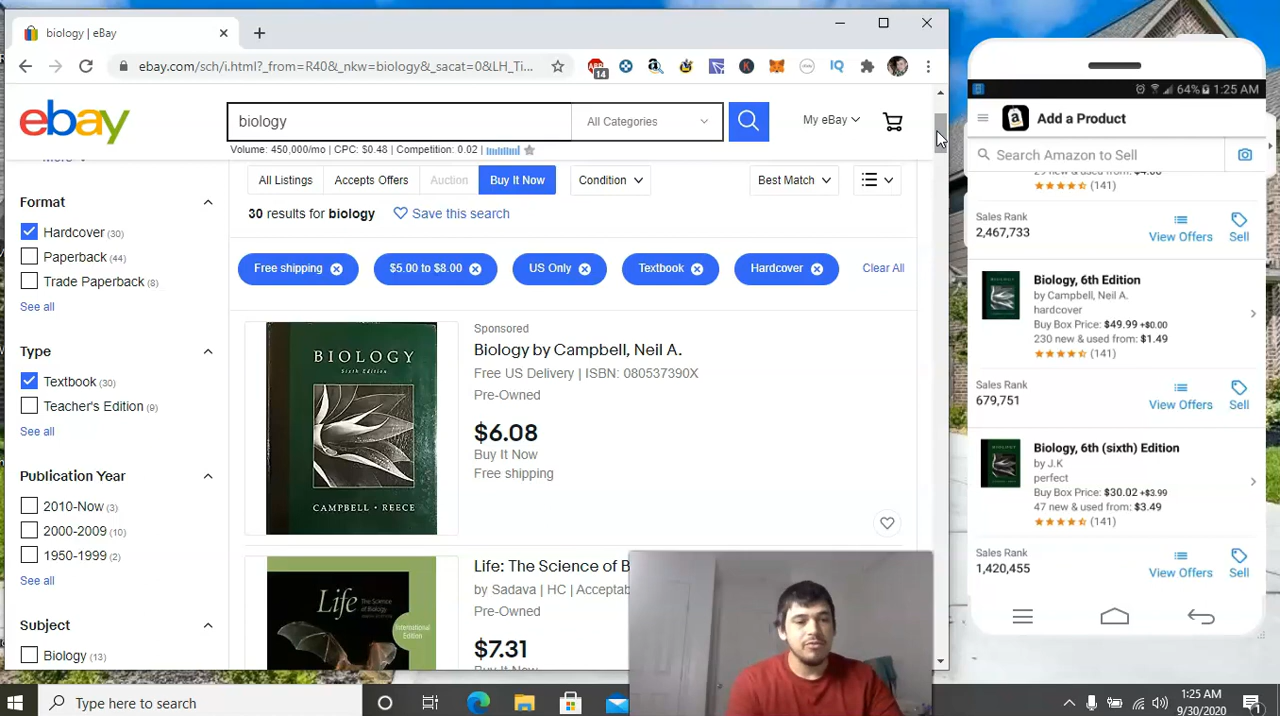 biology | eBay
ebay.com/sch/i.html?_from=R40&_nkw=biology&_sacat=0&LH_Ti...
14
IQ
ebay
biology
All Categories
My eBay
Volume: 450,000/mo | CPC: $0.48 | Competition: 0.02
Format
Hardcover (30)
Paperback (44)
Trade Paperback (8)
See all
Type
Textbook (30)
Teacher's Edition (9)
See all
Publication Year
2010-Now (3)
2000-2009 (10)
1950-1999 (2)
See all
Subject
Biology (13)
All Listings
Accepts Offers
Auction
Buy It Now
Condition
Best Match
30 results for biology
Save this search
Free shipping
$5.00 to $8.00
US Only
Textbook
Hardcover
Clear All
BIOLOGY
Sixth Edition
CAMPBELL · REECE
Sponsored
Biology by Campbell, Neil A.
Free US Delivery | ISBN: 080537390X
Pre-Owned
$6.08
Buy It Now
Free shipping
Life The Science of Biology
International
Edition
Life: The Science of B
by Sadava | HC | Acceptab
Pre-Owned
$7.31
64% 1:25 AM
a
Add a Product
Search Amazon to Sell
(141)
Sales Rank
2,467,733
View Offers
Sell
Biology, 6th Edition
by Campbell, Neil A.
hardcover
Buy Box Price: $49.99 +$0.00
230 new & used from: $1.49
(141)
Sales Rank
679,751
View Offers
Sell
Biology, 6th (sixth) Edition
by J.K
perfect
Buy Box Price: $30.02 +$3.99
47 new & used from: $3.49
(141)
Sales Rank
1,420,455
View Offers
Sell
Type here to search
1:25 AM
9/30/2020
1